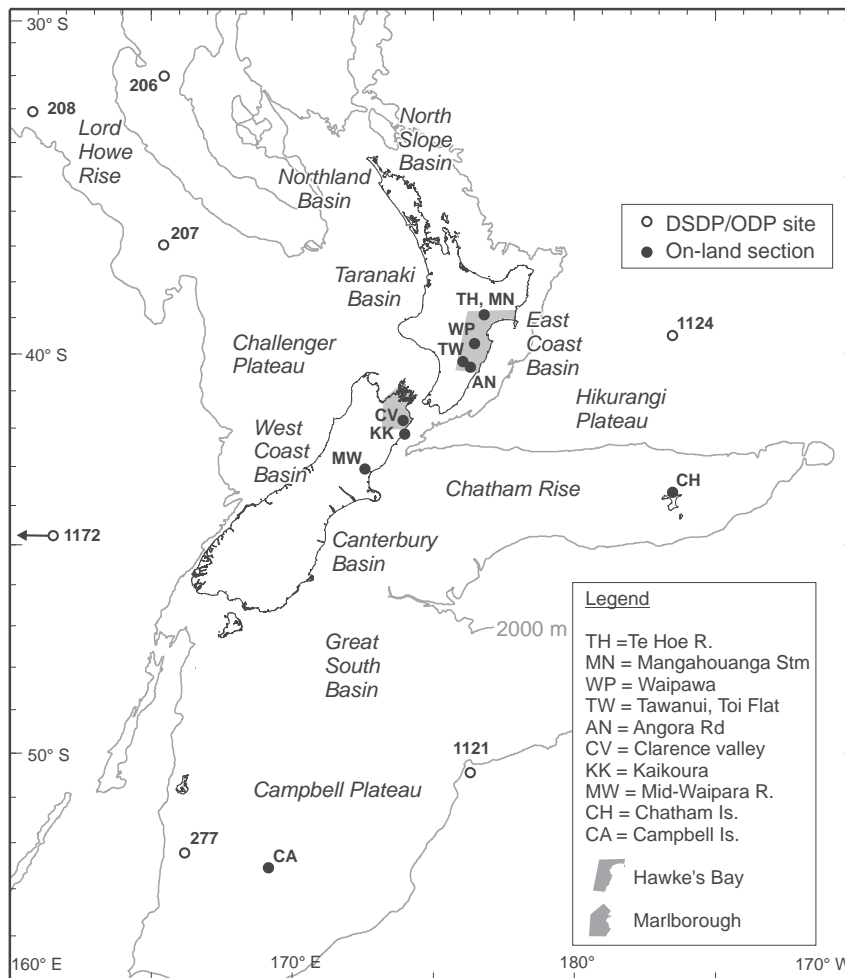 30° S
206
208
Lord
Howe
Rise
North
Slope
Basin
Northland
Basin
207
DSDP/ODP site
On-land section
Taranaki
Basin
TH, MN
1124
East
Coast
Basin
WP
TW
AN
Challenger
Plateau
40° S
Hikurangi
Plateau
CV
KK
West
Coast
Basin
MW
Chatham Rise
CH
1172
Canterbury
Basin
2000 m
Great
South
Basin
Legend
TH =Te Hoe R.
MN = Mangahouanga Stm
WP = Waipawa
TW = Tawanui, Toi Flat
AN = Angora Rd
CV = Clarence valley
KK = Kaikoura
MW = Mid-Waipara R.
CH = Chatham Is.
CA = Campbell Is.
Hawke's Bay
Marlborough
50° S
1121
Campbell Plateau
277
CA
160° E
170° E
180°
170° W